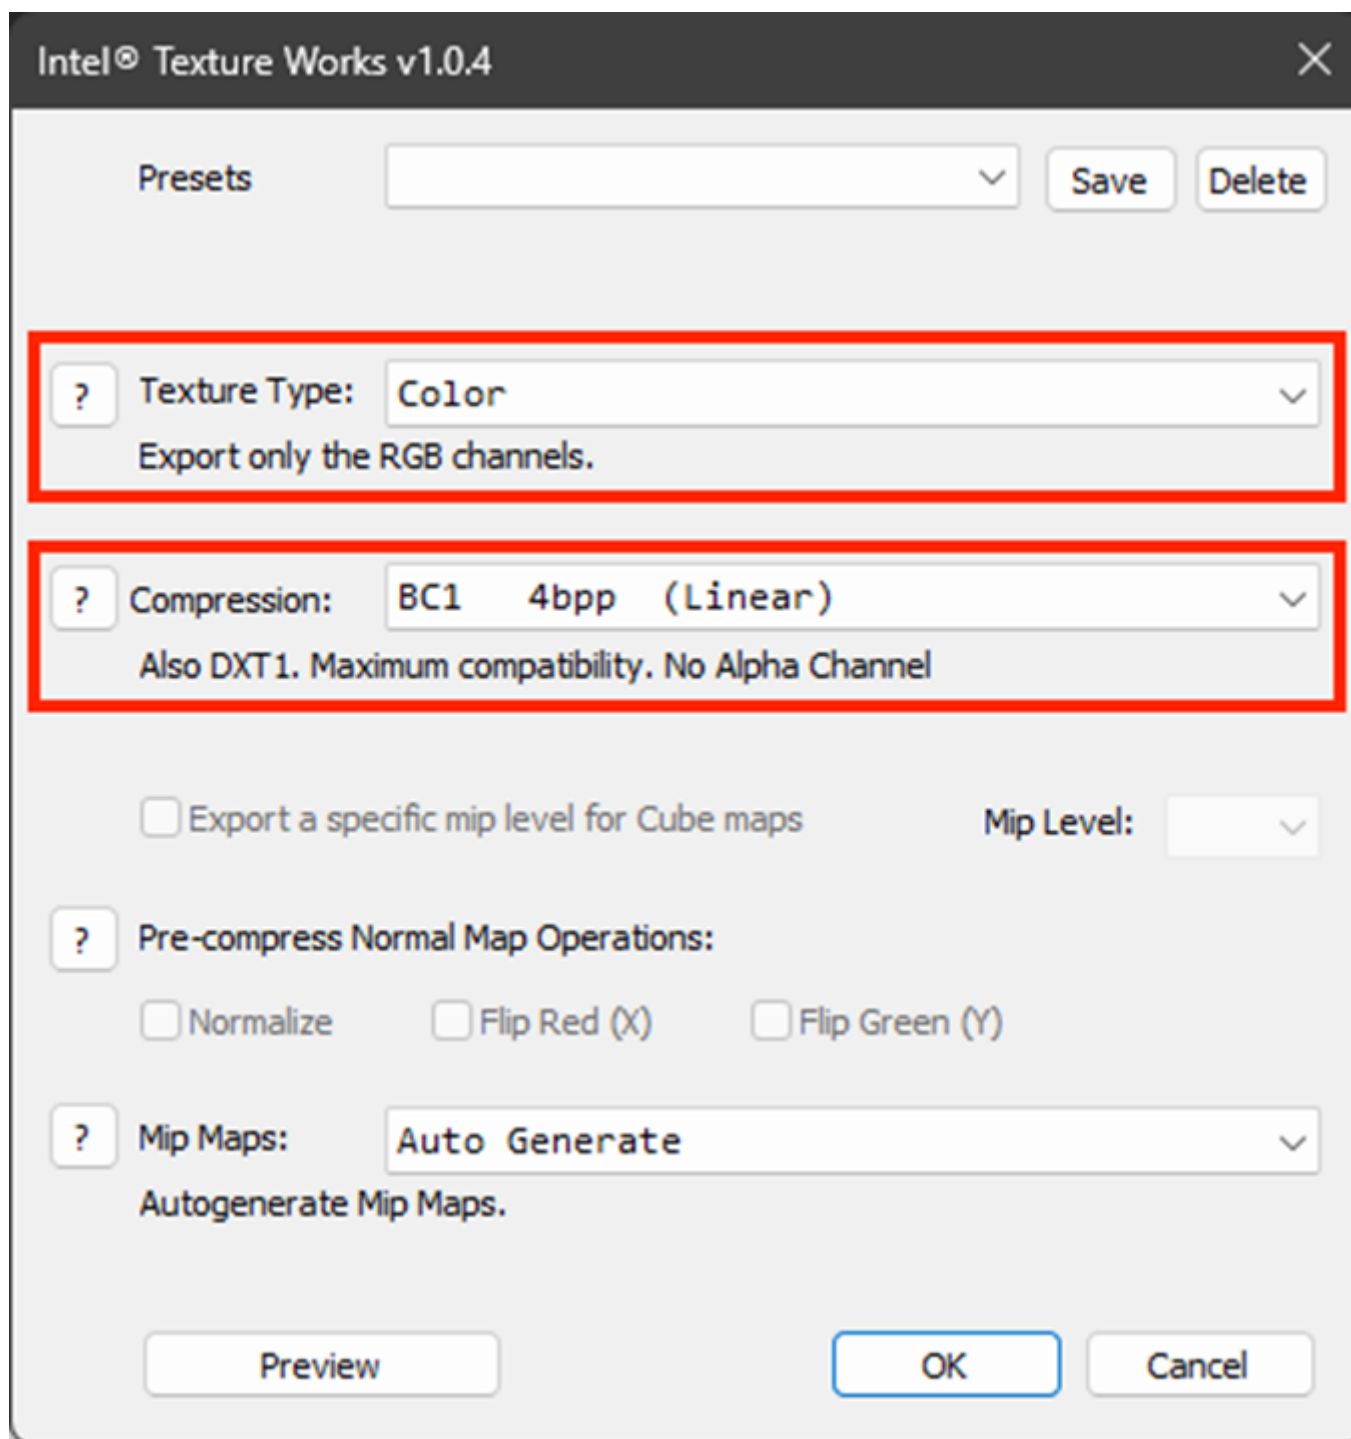 Intel® Texture Works v1.0.4
Presets Save Delete
? Texture Type: Color
Export only the RGB channels.
? Compression: BC1 4bpp (Linear)
Also DXT1. Maximum compatibility. No Alpha Channel
Export a specific mip level for Cube maps Mip Level:
? Pre-compress Normal Map Operations:
Normalize Flip Red (X) Flip Green (Y)
? Mip Maps: Auto Generate
Autogenerate Mip Maps.
Preview OK Cancel